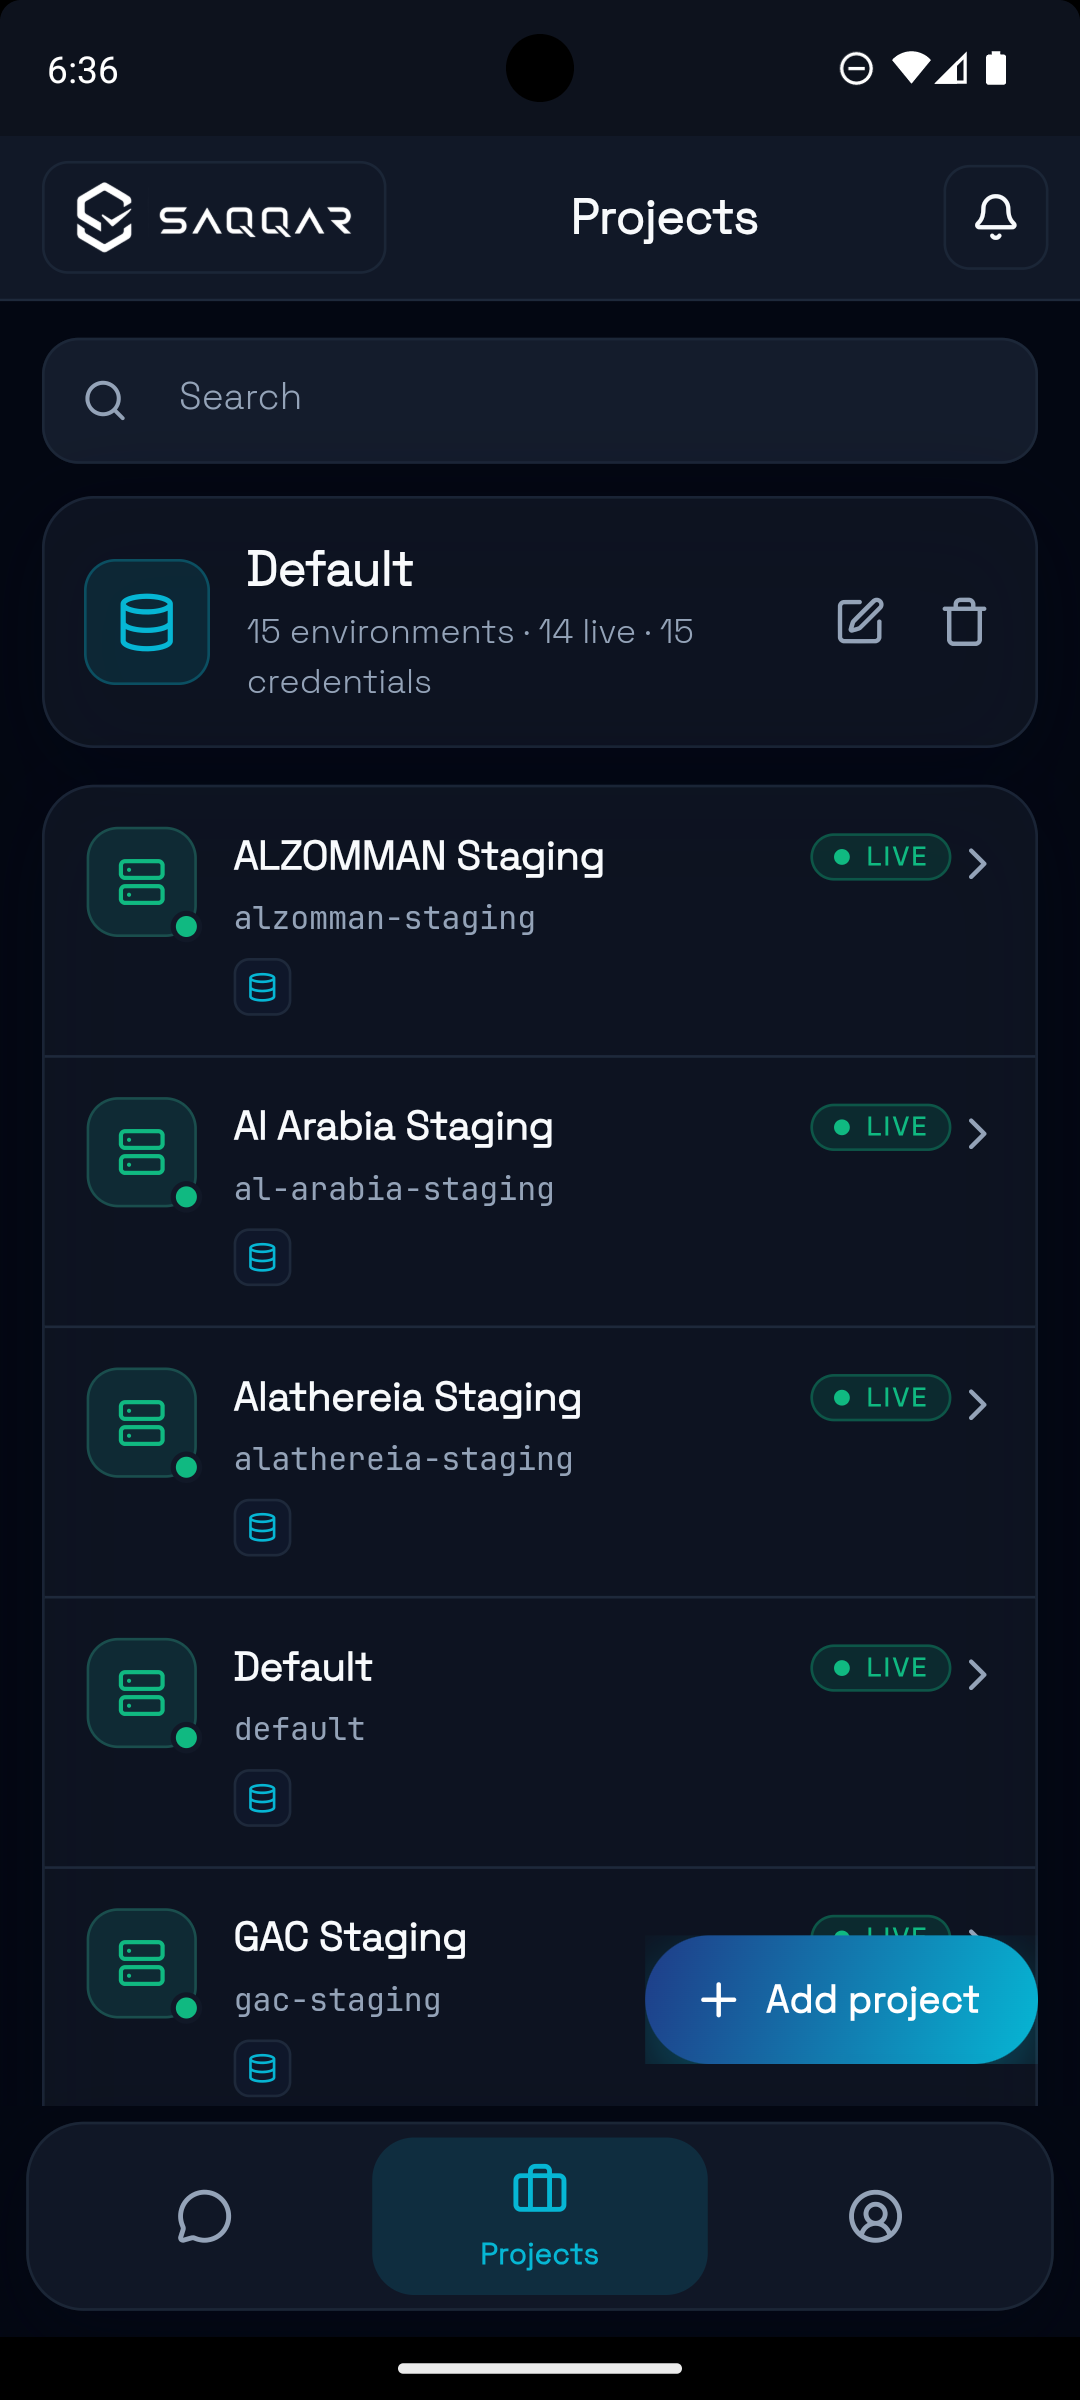 6:36
SAQQAR
Projects
Search
Default
15 environments · 14 live · 15
credentials
ALZOMMAN Staging
LIVE
alzomman-staging
Al Arabia Staging
LIVE
al-arabia-staging
Alathereia Staging
LIVE
alathereia-staging
Default
LIVE
default
GAC Staging
LIVE
gac-staging
Add project
Projects